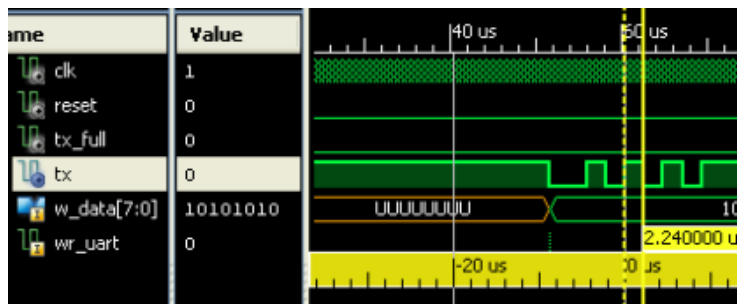 ame Value
40 us 60 us
clk 1
reset 0
tx_full 0
tx 0
w_data[7:0] 10101010 UUUUUUUU 10
wr_uart 0 2.240000 u
-20 us 0 us